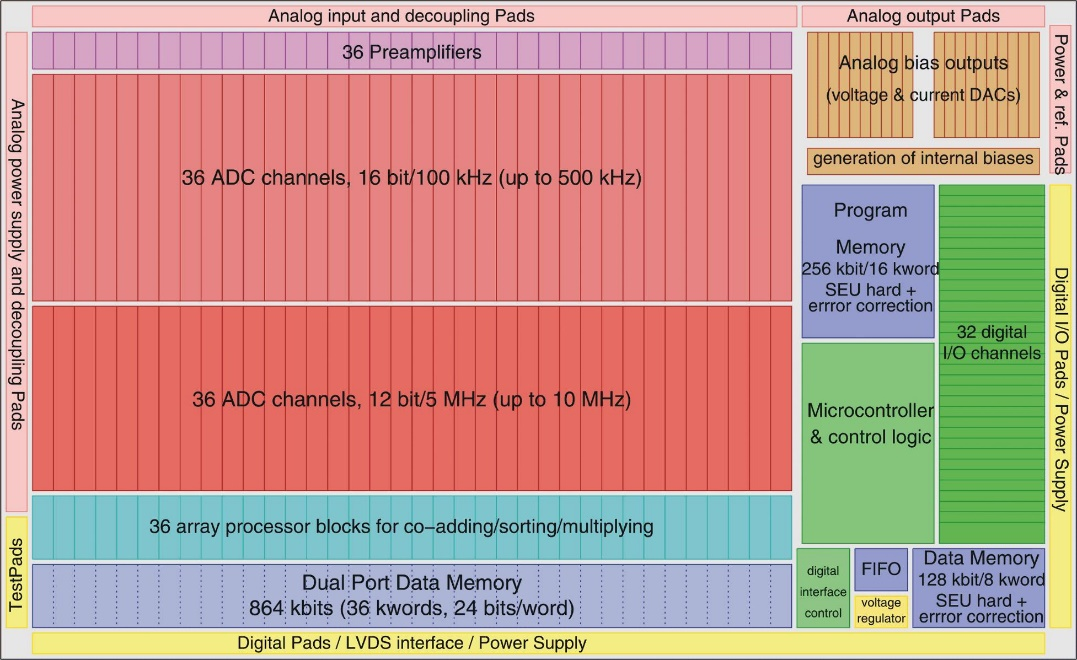 Analog input and decoupling Pads
Analog output Pads
36 Preamplifiers
Analog bias outputs
(voltage & current DACs)
Power & ref. Pads
generation of internal biases
Analog power supply and decoupling Pads
36 ADC channels, 16 bit/100 kHz (up to 500 kHz)
Program
Memory
256 kbit/16 kword
SEU hard +
errror correction
32 digital
I/O channels
Digital I/O Pads / Power Supply
36 ADC channels, 12 bit/5 MHz (up to 10 MHz)
Microcontroller
& control logic
36 array processor blocks for co–adding/sorting/multiplying
TestPaps
Dual Port Data Memory
864 kbits (36 kwords, 24 bits/word)
digital
interface
control
FIFO
voltage
regulator
Data Memory
128 kbit/8 kword
SEU hard +
errror correction
Digital Pads / LVDS interface / Power Supply